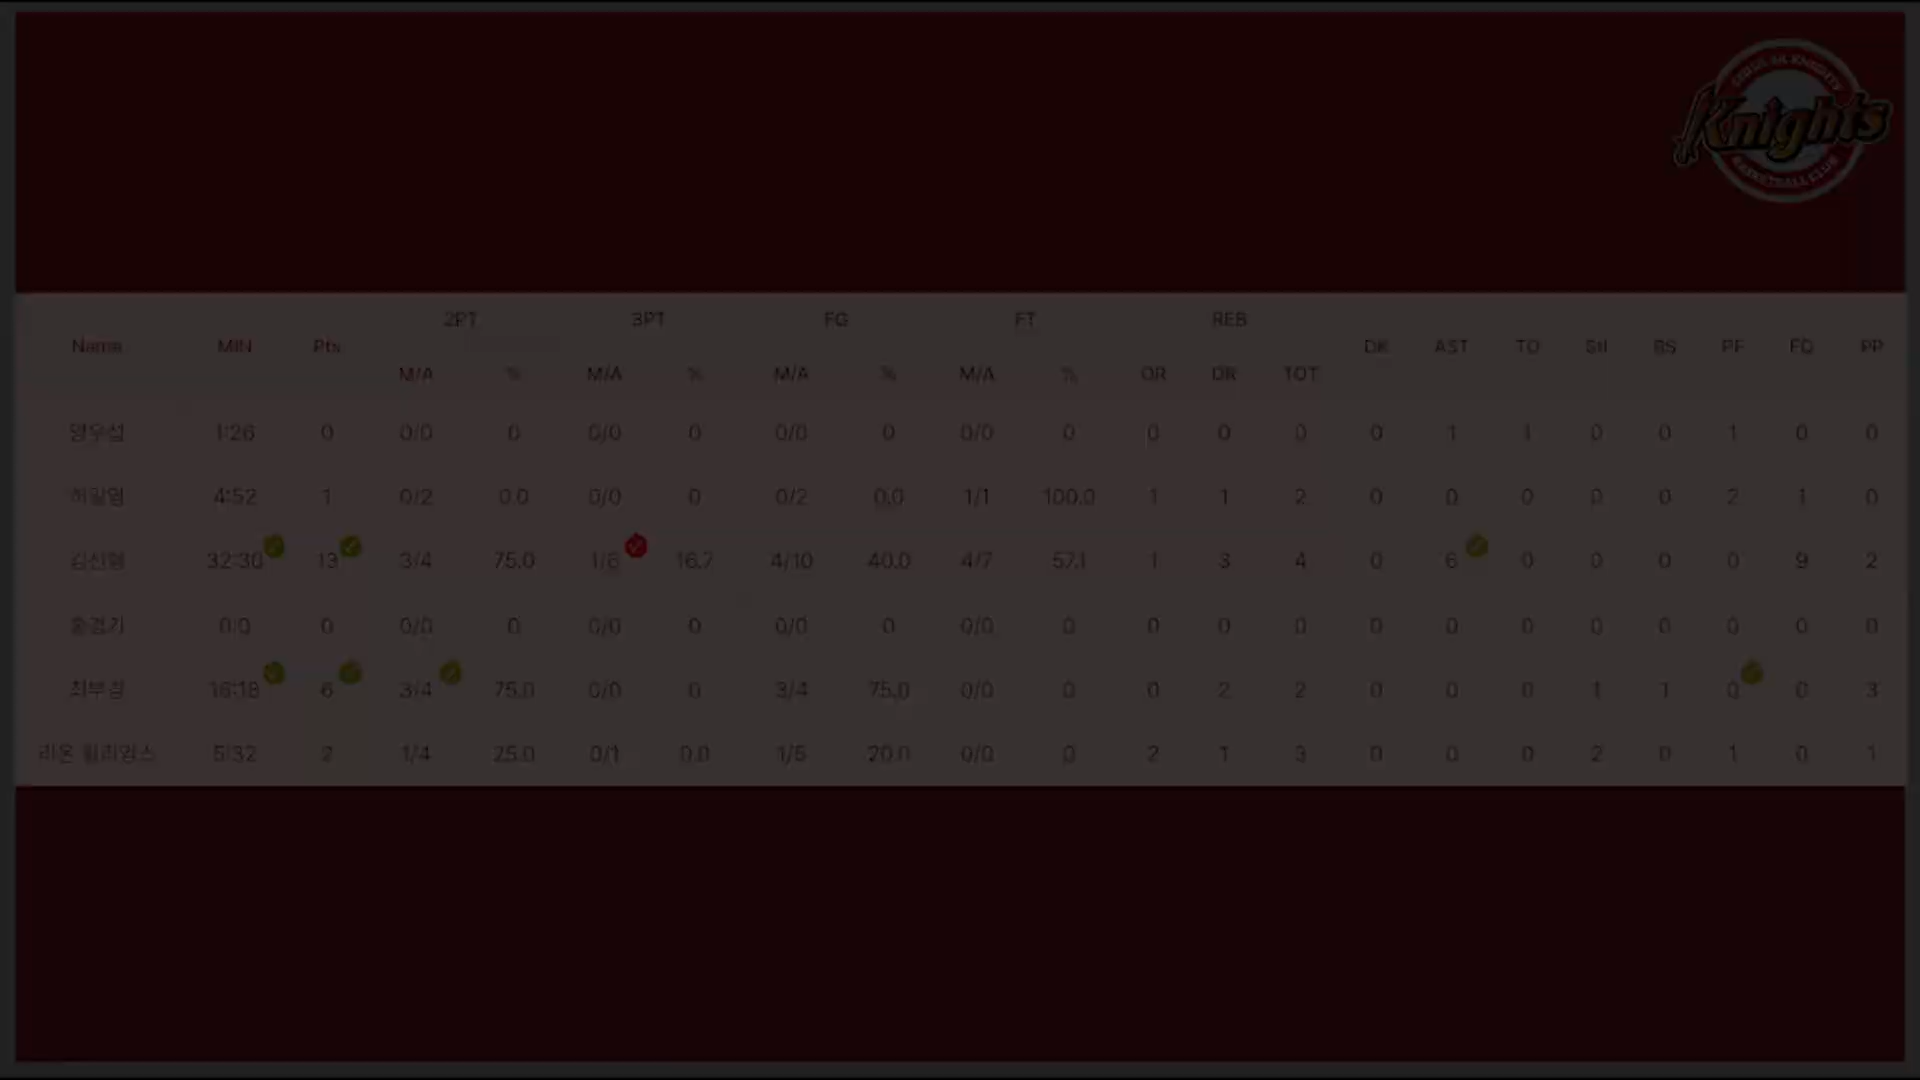 SEOUL SK KNIGHTS
Knights
BASKETBALL CLUB
2PT 3PT FG FT REB
Name MIN Pts DK AST TO Stl BS PF FO PP
M/A % M/A % M/A % M/A % OR DR TOT
양우섭 1:26 0 0/0 0 0/0 0 0/0 0 0/0 0 0 0 0 0 1 1 0 0 1 0 0
허일영 4:52 1 0/2 0.0 0/0 0 0/2 0.0 1/1 100.0 1 1 2 0 0 0 0 0 2 1 0
김선형 32:30 13 3/4 75.0 1/6 16.7 4/10 40.0 4/7 57.1 1 3 4 0 6 0 0 0 0 9 2
홍경기 0:0 0 0/0 0 0/0 0 0/0 0 0/0 0 0 0 0 0 0 0 0 0 0 0 0
최부경 16:18 6 3/4 75.0 0/0 0 3/4 75.0 0/0 0 0 2 2 0 0 0 1 1 0 0 3
리온 윌리엄스 5:32 2 1/4 25.0 0/1 0.0 1/5 20.0 0/0 0 2 1 3 0 0 0 2 0 1 0 1